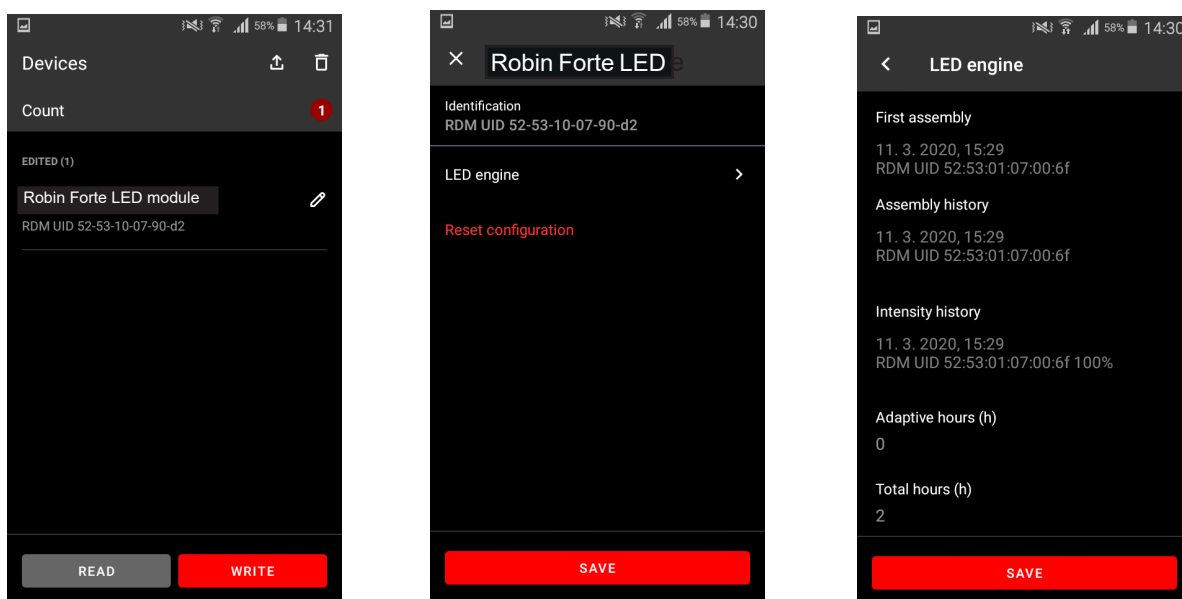 58% 14:31
Devices
Count
1
EDITED (1)
Robin Forte LED module
RDM UID 52-53-10-07-90-d2
READ
WRITE
58% 14:30
Robin Forte LED
Identification
RDM UID 52-53-10-07-90-d2
LED engine
Reset configuration
SAVE
58% 14:30
LED engine
First assembly
11. 3. 2020, 15:29
RDM UID 52:53:01:07:00:6f
Assembly history
11. 3. 2020, 15:29
RDM UID 52:53:01:07:00:6f
Intensity history
11. 3. 2020, 15:29
RDM UID 52:53:01:07:00:6f 100%
Adaptive hours (h)
0
Total hours (h)
2
SAVE